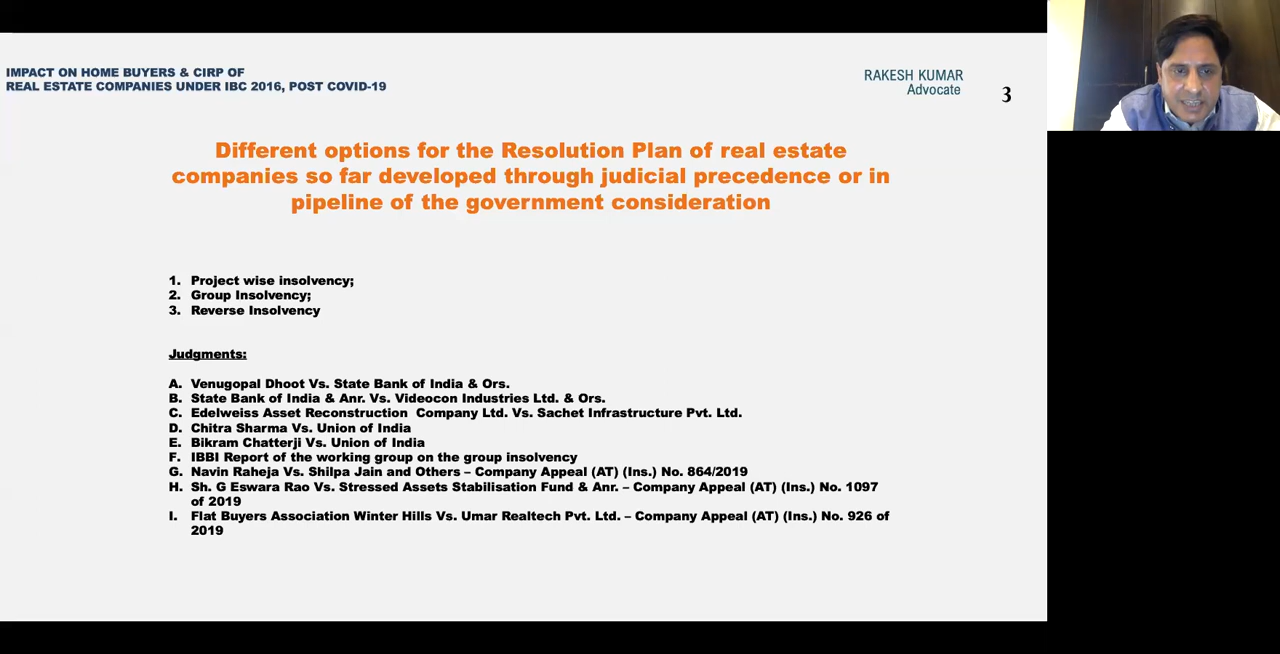 IMPACT ON HOME BUYERS & CIRP OF
REAL ESTATE COMPANIES UNDER IBC 2016, POST COVID-19
RAKESH KUMAR
Advocate
3
Different options for the Resolution Plan of real estate
companies so far developed through judicial precedence or in
pipeline of the government consideration
1. Project wise insolvency;
2. Group Insolvency;
3. Reverse Insolvency
Judgments:
A. Venugopal Dhoot Vs. State Bank of India & Ors.
B. State Bank of India & Anr. Vs. Videocon Industries Ltd. & Ors.
C. Edelweiss Asset Reconstruction Company Ltd. Vs. Sachet Infrastructure Pvt. Ltd.
D. Chitra Sharma Vs. Union of India
E. Bikram Chatterji Vs. Union of India
F. IBBI Report of the working group on the group insolvency
G. Navin Raheja Vs. Shilpa Jain and Others – Company Appeal (AT) (Ins.) No. 864/2019
H. Sh. G Eswara Rao Vs. Stressed Assets Stabilisation Fund & Anr. – Company Appeal (AT) (Ins.) No. 1097
of 2019
I. Flat Buyers Association Winter Hills Vs. Umar Realtech Pvt. Ltd. – Company Appeal (AT) (Ins.) No. 926 of
2019